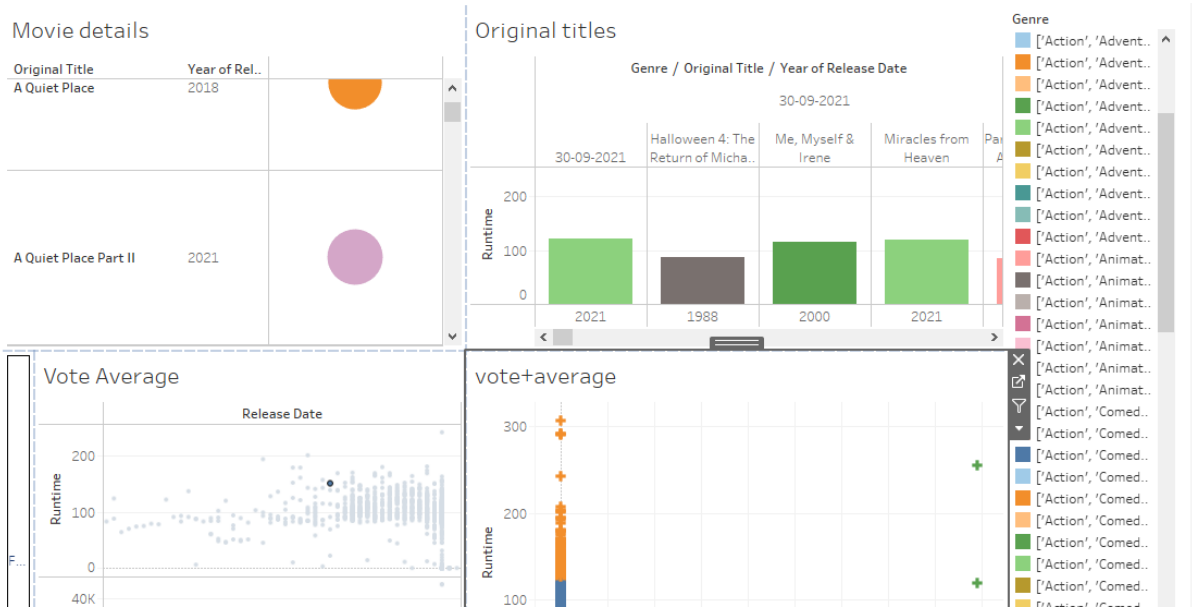 Movie details
Original Title
Year of Rel..
A Quiet Place
2018
A Quiet Place Part II
2021
Original titles
Genre / Original Title / Year of Release Date
30-09-2021
30-09-2021
Halloween 4: The
Return of Micha..
Me, Myself &
Irene
Miracles from
Heaven
Par
A
Runtime
200
100
0
2021
1988
2000
2021
Vote Average
Release Date
Runtime
200
100
0
40K
F...
vote+average
Runtime
300
200
100
Genre
['Action', 'Advent..
['Action', 'Advent..
['Action', 'Advent..
['Action', 'Advent..
['Action', 'Advent..
['Action', 'Advent..
['Action', 'Advent..
['Action', 'Advent..
['Action', 'Advent..
['Action', 'Advent..
['Action', 'Animat..
['Action', 'Animat..
['Action', 'Animat..
['Action', 'Animat..
['Action', 'Animat..
['Action', 'Animat..
['Action', 'Animat..
['Action', 'Comed..
['Action', 'Comed..
['Action', 'Comed..
['Action', 'Comed..
['Action', 'Comed..
['Action', 'Comed..
['Action', 'Comed..
['Action', 'Comed..
['Action', 'Comed..
['Action', 'Comed..